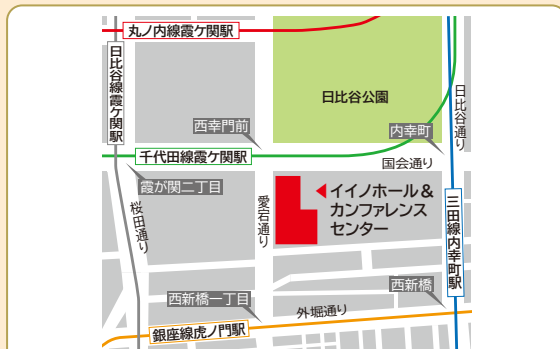 丸ノ内線霞ケ関駅
日比谷線霞ケ関駅
日比谷公園
日比谷通り
西幸門前
内幸町
千代田線霞ケ関駅
国会通り
霞が関二丁目
桜田通り
愛宕通り
イイノホール＆
カンファレンス
センター
三田線内幸町駅
西新橋一丁目
西新橋
外堀通り
銀座線虎ノ門駅